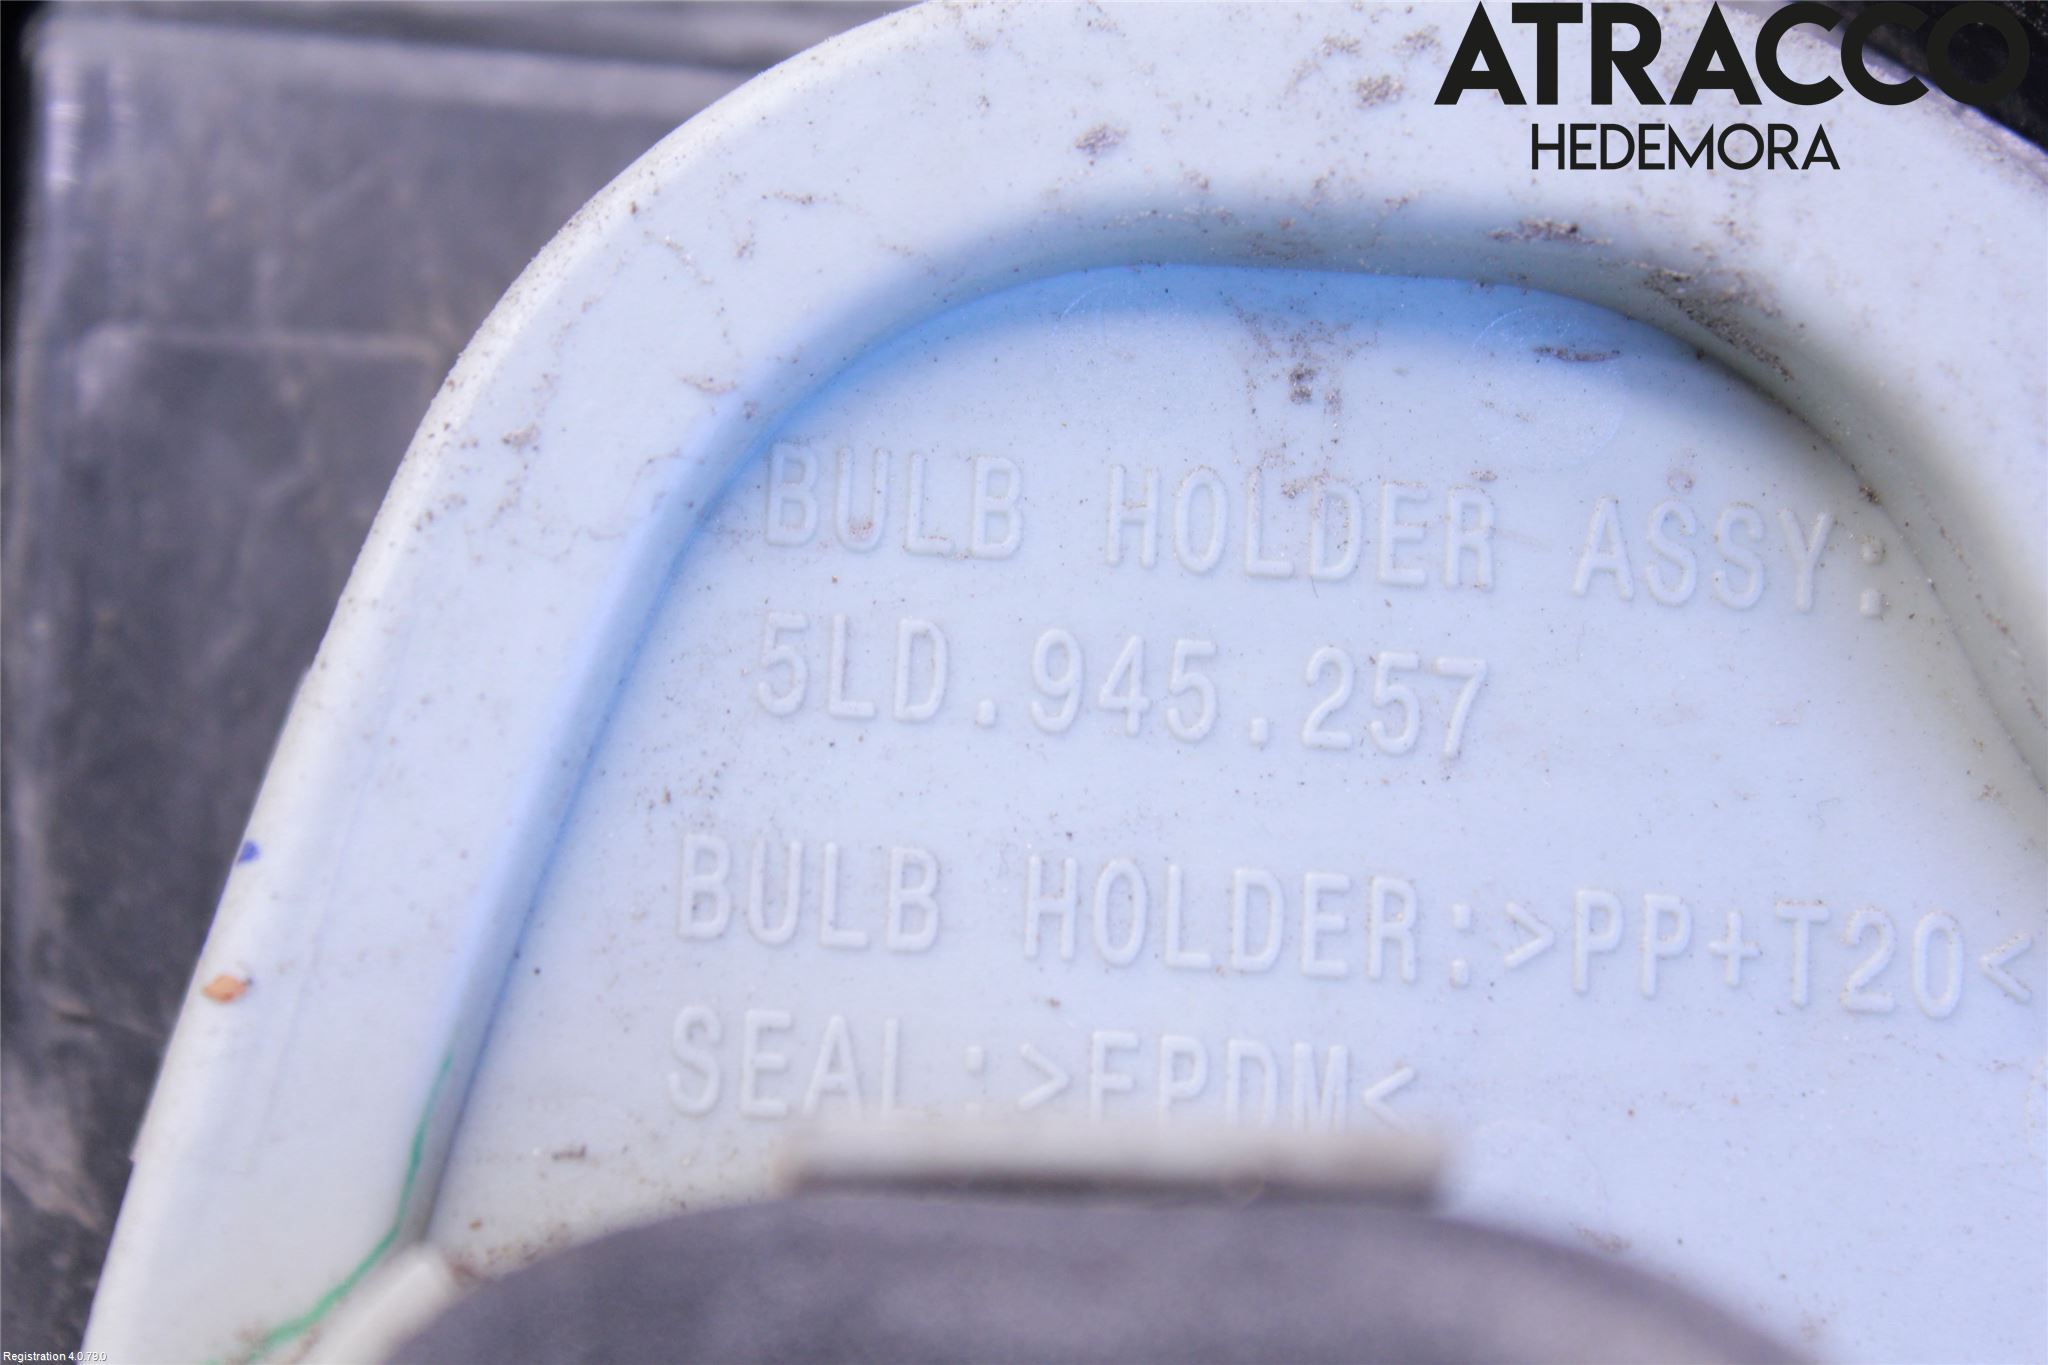 ATRACCO
HEDEMORA
BULB HOLDER ASSY:
5LD.945.257
BULB HOLDER:>PP+T20<
SEAL:>EPDM<
Registration 4.0.79.0